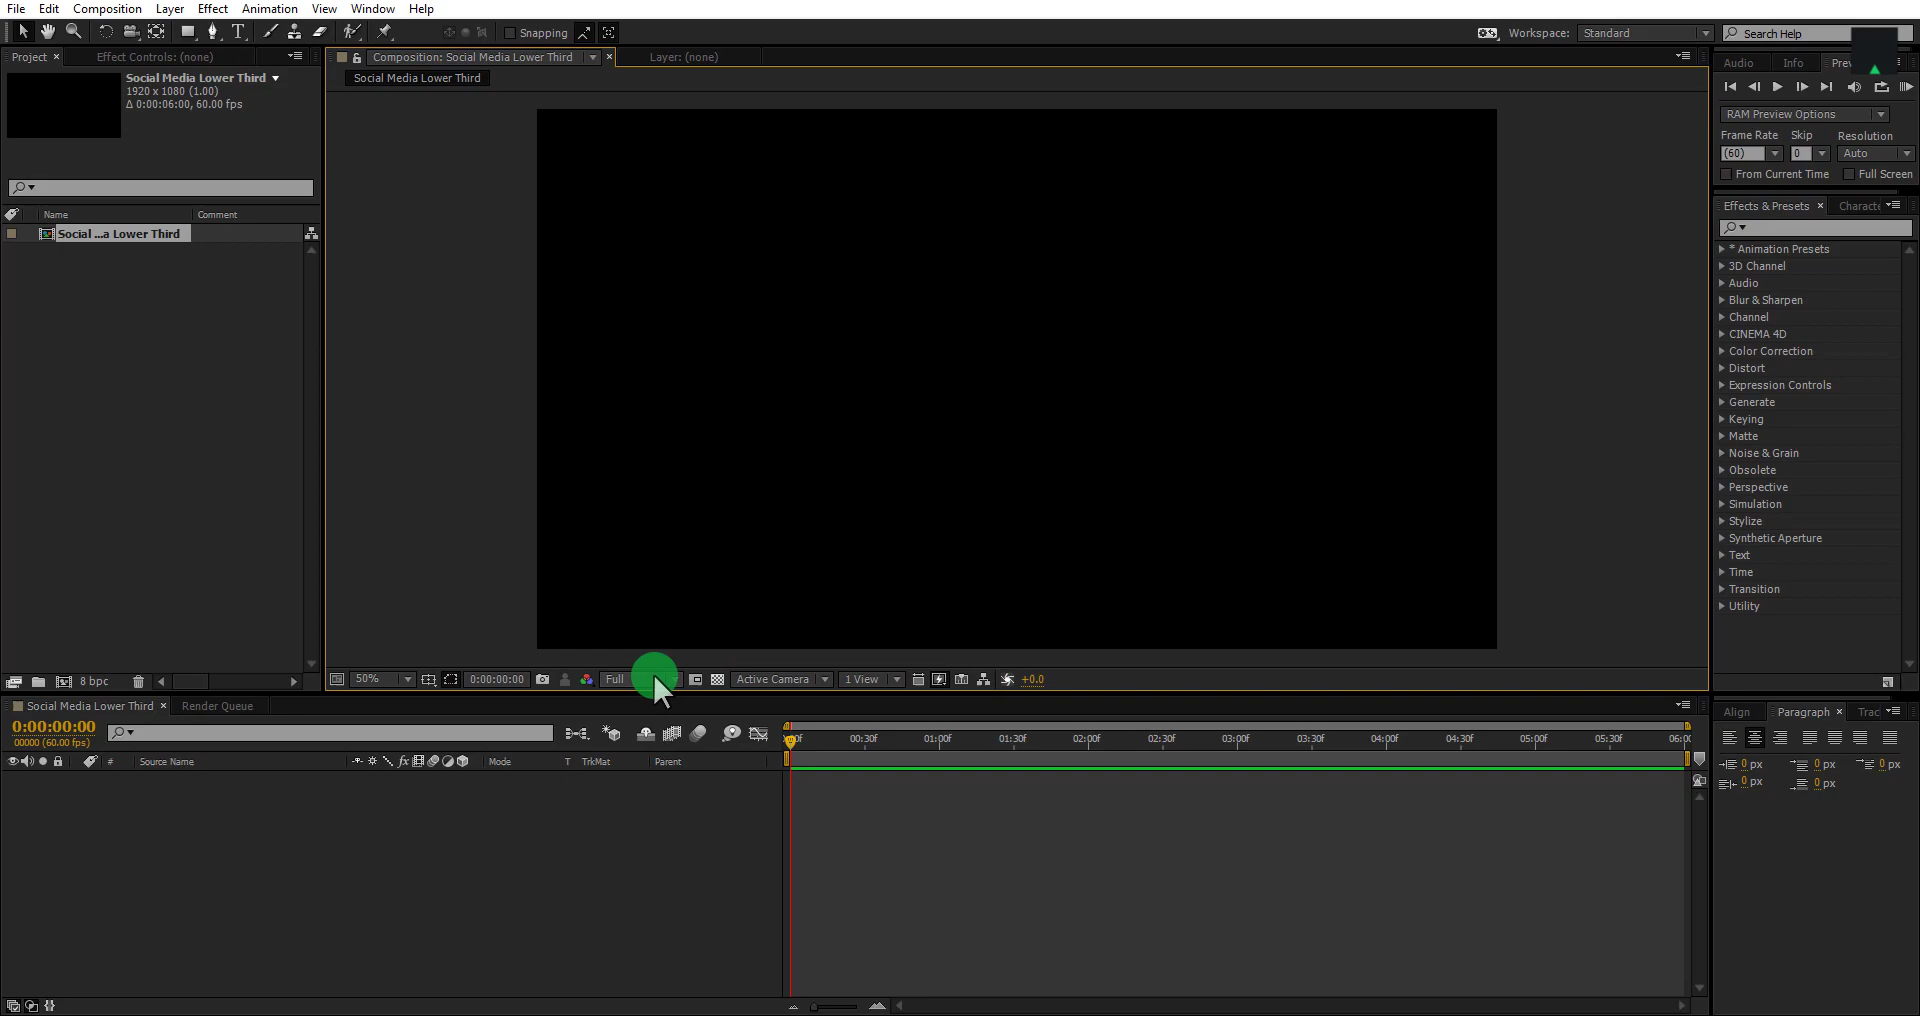 File Edit Composition Layer Effect Animation View Window Help
Snapping
Workspace: Standard
Search Help
Project × Effect Controls: (none)
Composition: Social Media Lower Third × Layer: (none)
Social Media Lower Third
Social Media Lower Third
1920 x 1080 (1.00)
Δ 0:00:06:00, 60.00 fps
Name Comment
Social ...a Lower Third
8 bpc
50% 0:00:00:00 Full Active Camera 1 View +0.0
Audio Info Prev
RAM Preview Options
Frame Rate Skip Resolution
(60) 0 Auto
From Current Time Full Screen
Effects & Presets × Characte
* Animation Presets
3D Channel
Audio
Blur & Sharpen
Channel
CINEMA 4D
Color Correction
Distort
Expression Controls
Generate
Keying
Matte
Noise & Grain
Obsolete
Perspective
Simulation
Stylize
Synthetic Aperture
Text
Time
Transition
Utility
Social Media Lower Third × Render Queue
0:00:00:00
00000 (60.00 fps)
# Source Name fx Mode T TrkMat Parent
00f 00:30f 01:00f 01:30f 02:00f 02:30f 03:00f 03:30f 04:00f 04:30f 05:00f 05:30f 06:00
Align Paragraph × Trac
0 px 0 px 0 px
0 px 0 px